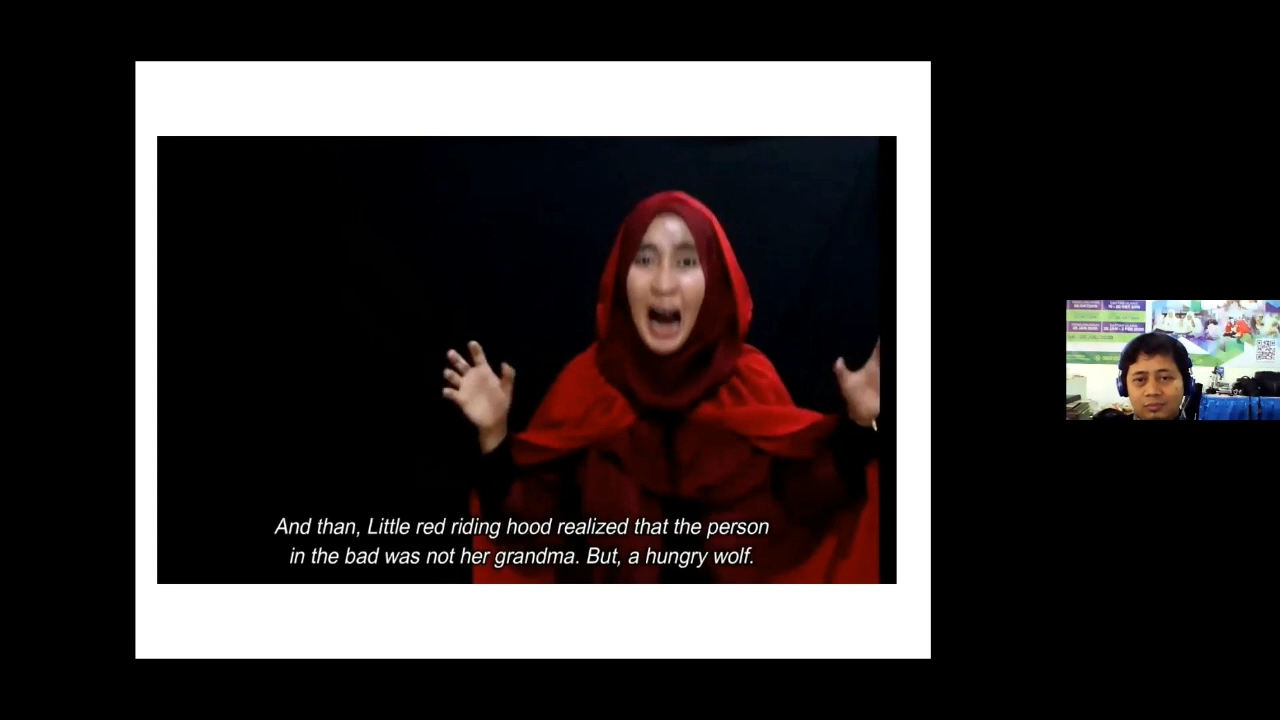 And than, Little red riding hood realized that the person
in the bad was not her grandma. But, a hungry wolf.